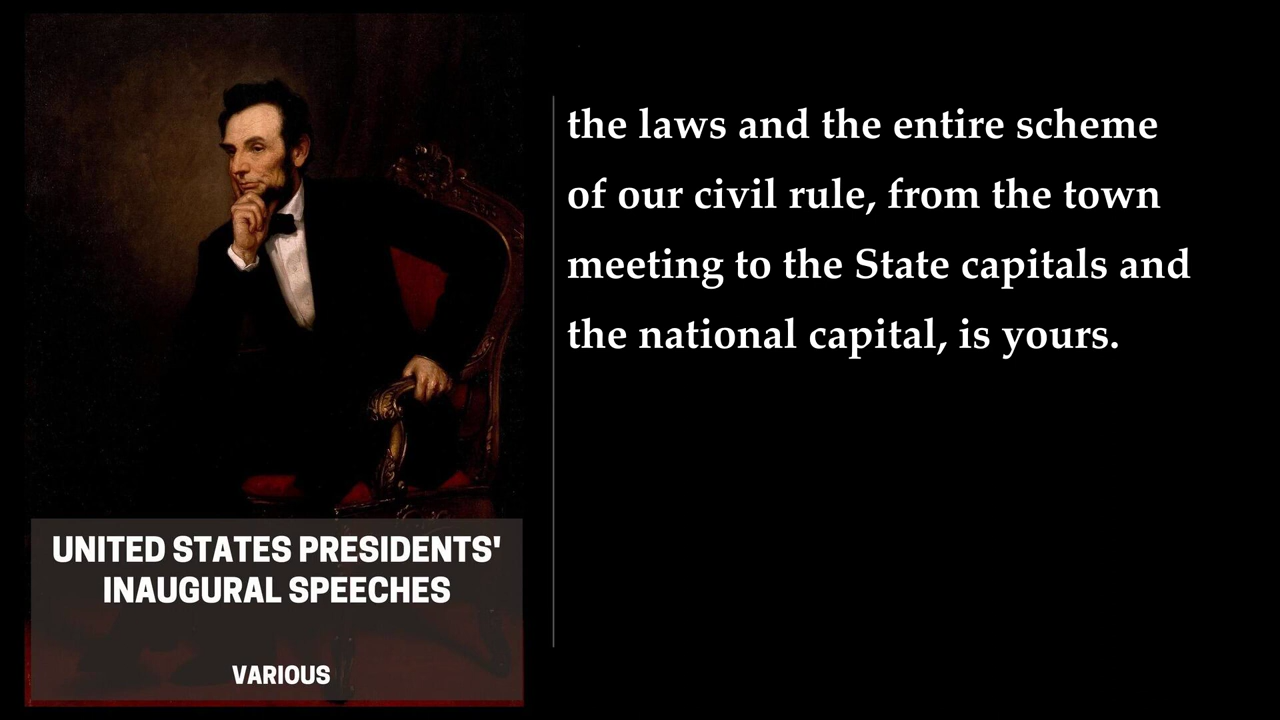 the laws and the entire scheme
of our civil rule, from the town
meeting to the State capitals and
the national capital, is yours.
UNITED STATES PRESIDENTS'
INAUGURAL SPEECHES
VARIOUS